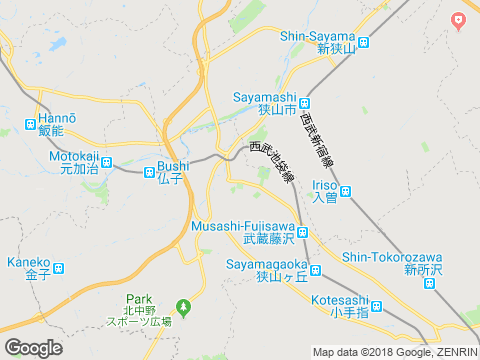 Shin-Sayama
新狭山
Sayamashi
狭山市
西武新宿線
Hannō
飯能
西武池袋線
Motokaji
元加治
Bushi
仏子
Iriso
入曽
Musashi-Fujisawa
武蔵藤沢
Kaneko
金子
Sayamagaoka
狭山ヶ丘
Shin-Tokorozawa
新所沢
Park
北中野
スポーツ広場
Kotesashi
小手指
Google
Map data ©2018 Google, ZENRIN